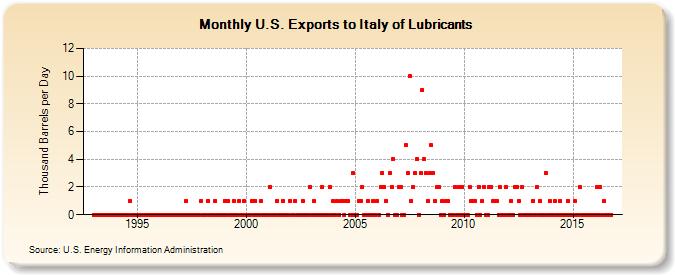 Monthly U.S. Exports to Italy of Lubricants
Thousand Barrels per Day
12
10
8
6
4
2
0
1995 2000 2005 2010 2015
Source: U.S. Energy Information Administration